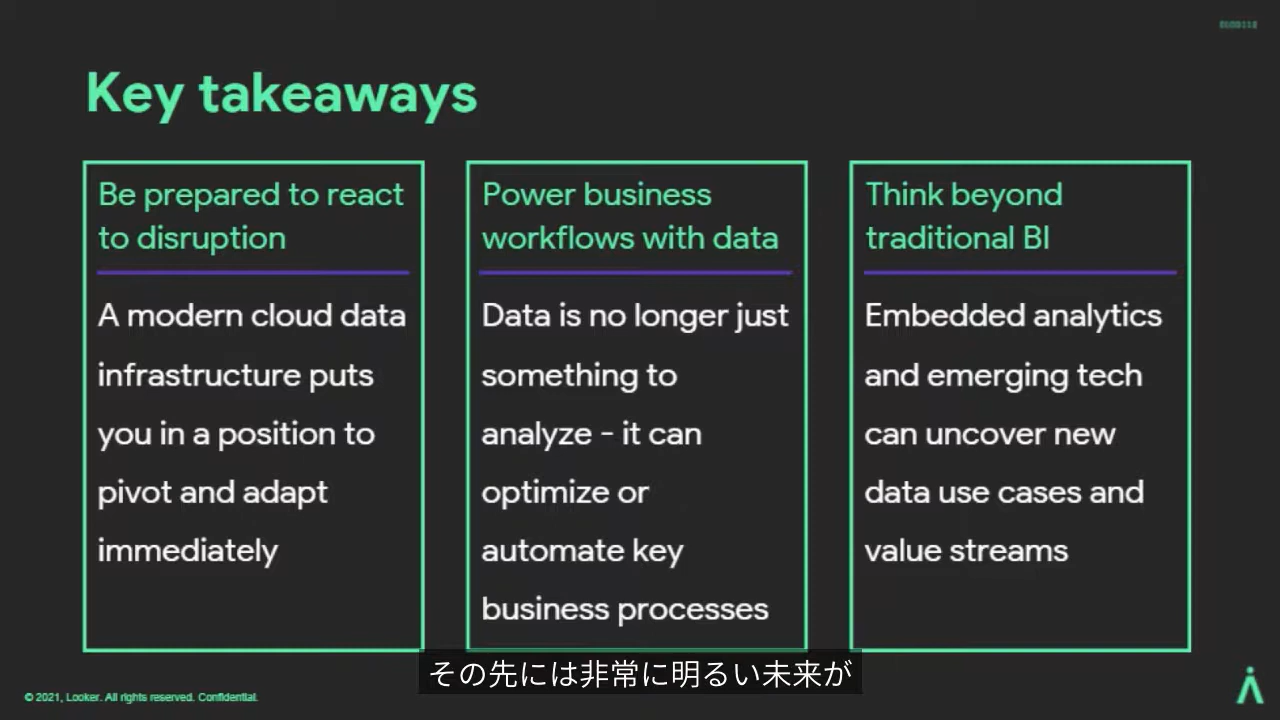 Key takeaways
Be prepared to react
to disruption
A modern cloud data
infrastructure puts
you in a position to
pivot and adapt
immediately
Power business
workflows with data
Data is no longer just
something to
analyze - it can
optimize or
automate key
business processes
Think beyond
traditional BI
Embedded analytics
and emerging tech
can uncover new
data use cases and
value streams
その先には非常に明るい未来が
© 2021, Looker. All rights reserved. Confidential.